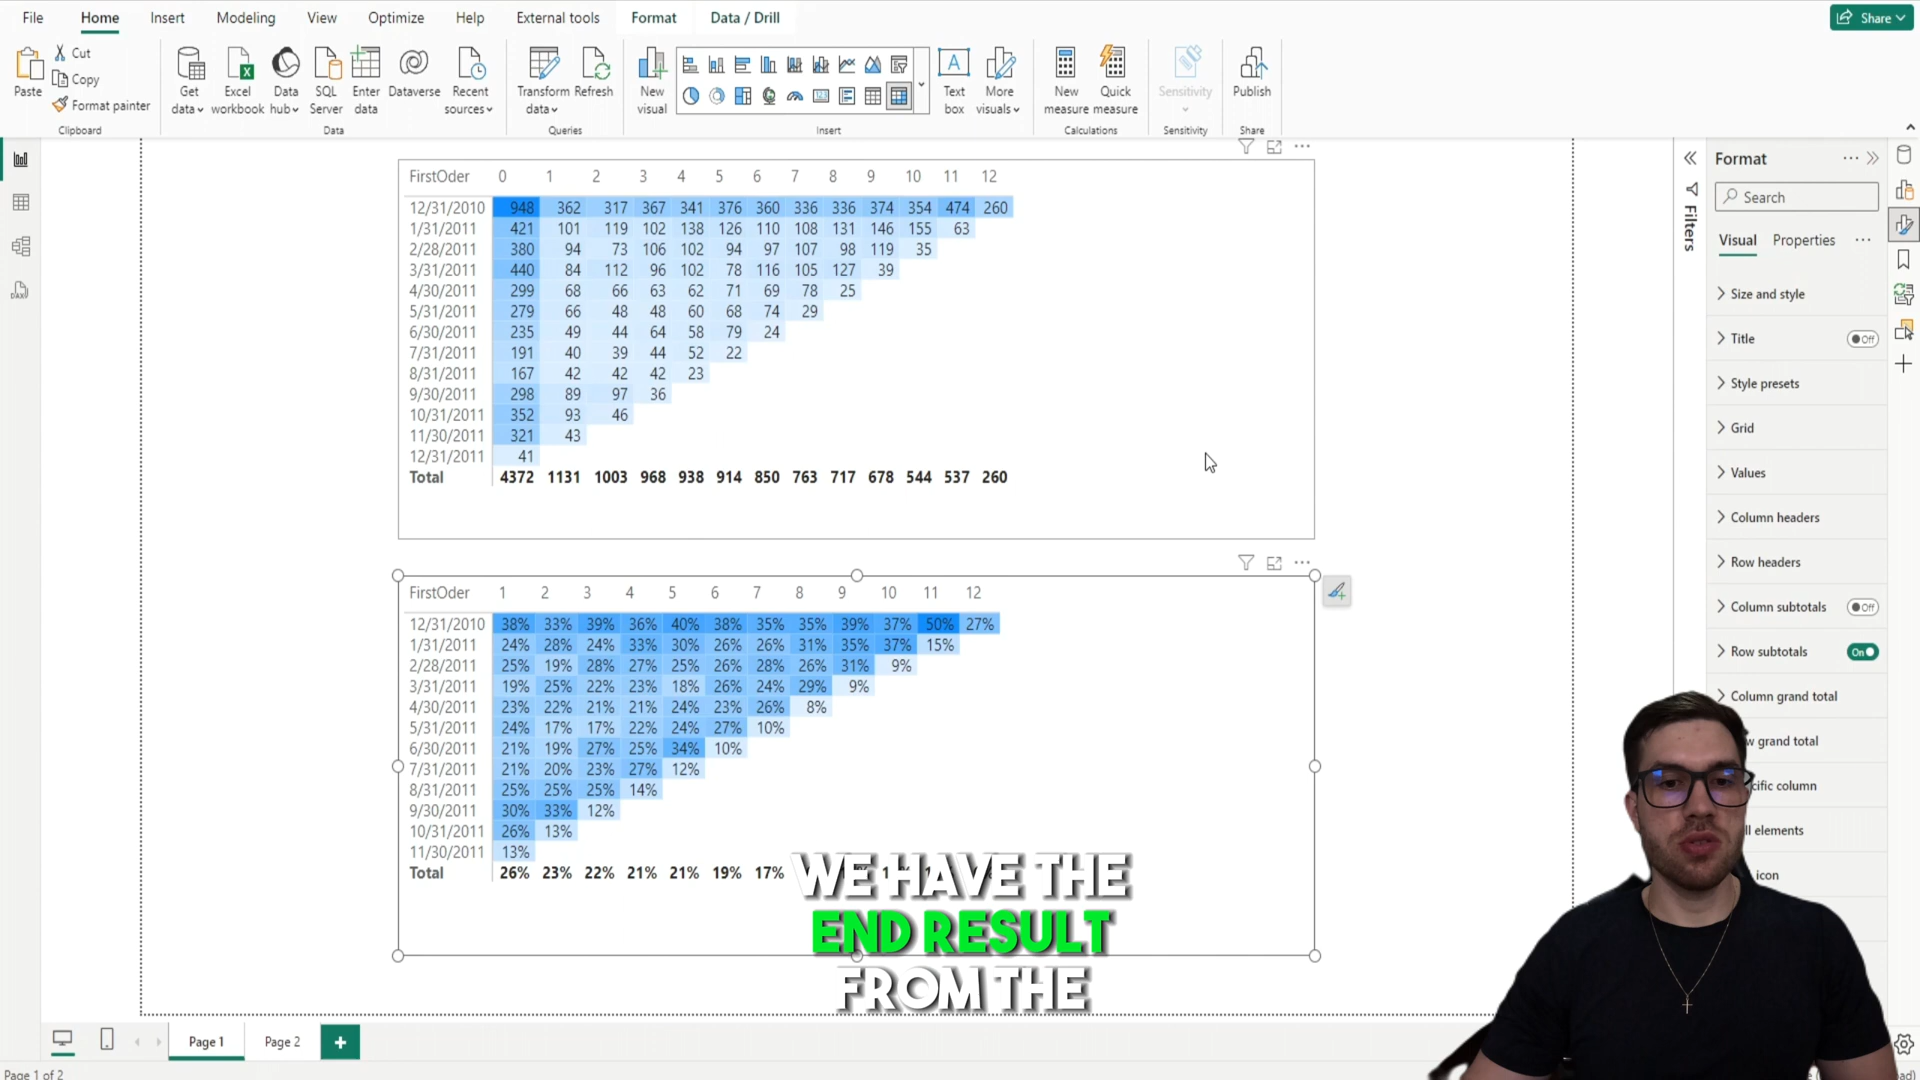 File Home Insert Modeling View Optimize Help External tools Format Data / Drill Share
Cut
Copy
Format painter
Paste
Get data
Excel workbook
Data hub
SQL Server
Enter data
Dataverse
Recent sources
Transform data
Refresh
New visual
Text box
More visuals
New measure
Quick measure
Sensitivity
Publish
Clipboard Data Queries Insert Calculations Sensitivity Share
FirstOder 0 1 2 3 4 5 6 7 8 9 10 11 12
12/31/2010 948 362 317 367 341 376 360 336 336 374 354 474 260
1/31/2011 421 101 119 102 138 126 110 108 131 146 155 63
2/28/2011 380 94 73 106 102 94 97 107 98 119 35
3/31/2011 440 84 112 96 102 78 116 105 127 39
4/30/2011 299 68 66 63 62 71 69 78 25
5/31/2011 279 66 48 48 60 68 74 29
6/30/2011 235 49 44 64 58 79 24
7/31/2011 191 40 39 44 52 22
8/31/2011 167 42 42 42 23
9/30/2011 298 89 97 36
10/31/2011 352 93 46
11/30/2011 321 43
12/31/2011 41
Total 4372 1131 1003 968 938 914 850 763 717 678 544 537 260
FirstOder 1 2 3 4 5 6 7 8 9 10 11 12
12/31/2010 38% 33% 39% 36% 40% 38% 35% 35% 39% 37% 50% 27%
1/31/2011 24% 28% 24% 33% 30% 26% 26% 31% 35% 37% 15%
2/28/2011 25% 19% 28% 27% 25% 26% 28% 26% 31% 9%
3/31/2011 19% 25% 22% 23% 18% 26% 24% 29% 9%
4/30/2011 23% 22% 21% 21% 24% 23% 26% 8%
5/31/2011 24% 17% 17% 22% 24% 27% 10%
6/30/2011 21% 19% 27% 25% 34% 10%
7/31/2011 21% 20% 23% 27% 12%
8/31/2011 25% 25% 25% 14%
9/30/2011 30% 33% 12%
10/31/2011 26% 13%
11/30/2011 13%
Total 26% 23% 22% 21% 21% 19% 17%
WE HAVE THE
END RESULT
FROM THE
Filters
Format
Search
Visual Properties
Size and style
Title Off
Style presets
Grid
Values
Column headers
Row headers
Column subtotals Off
Row subtotals On
Column grand total
grand total
column
elements
icon
Page 1 Page 2
Page 1 of 2